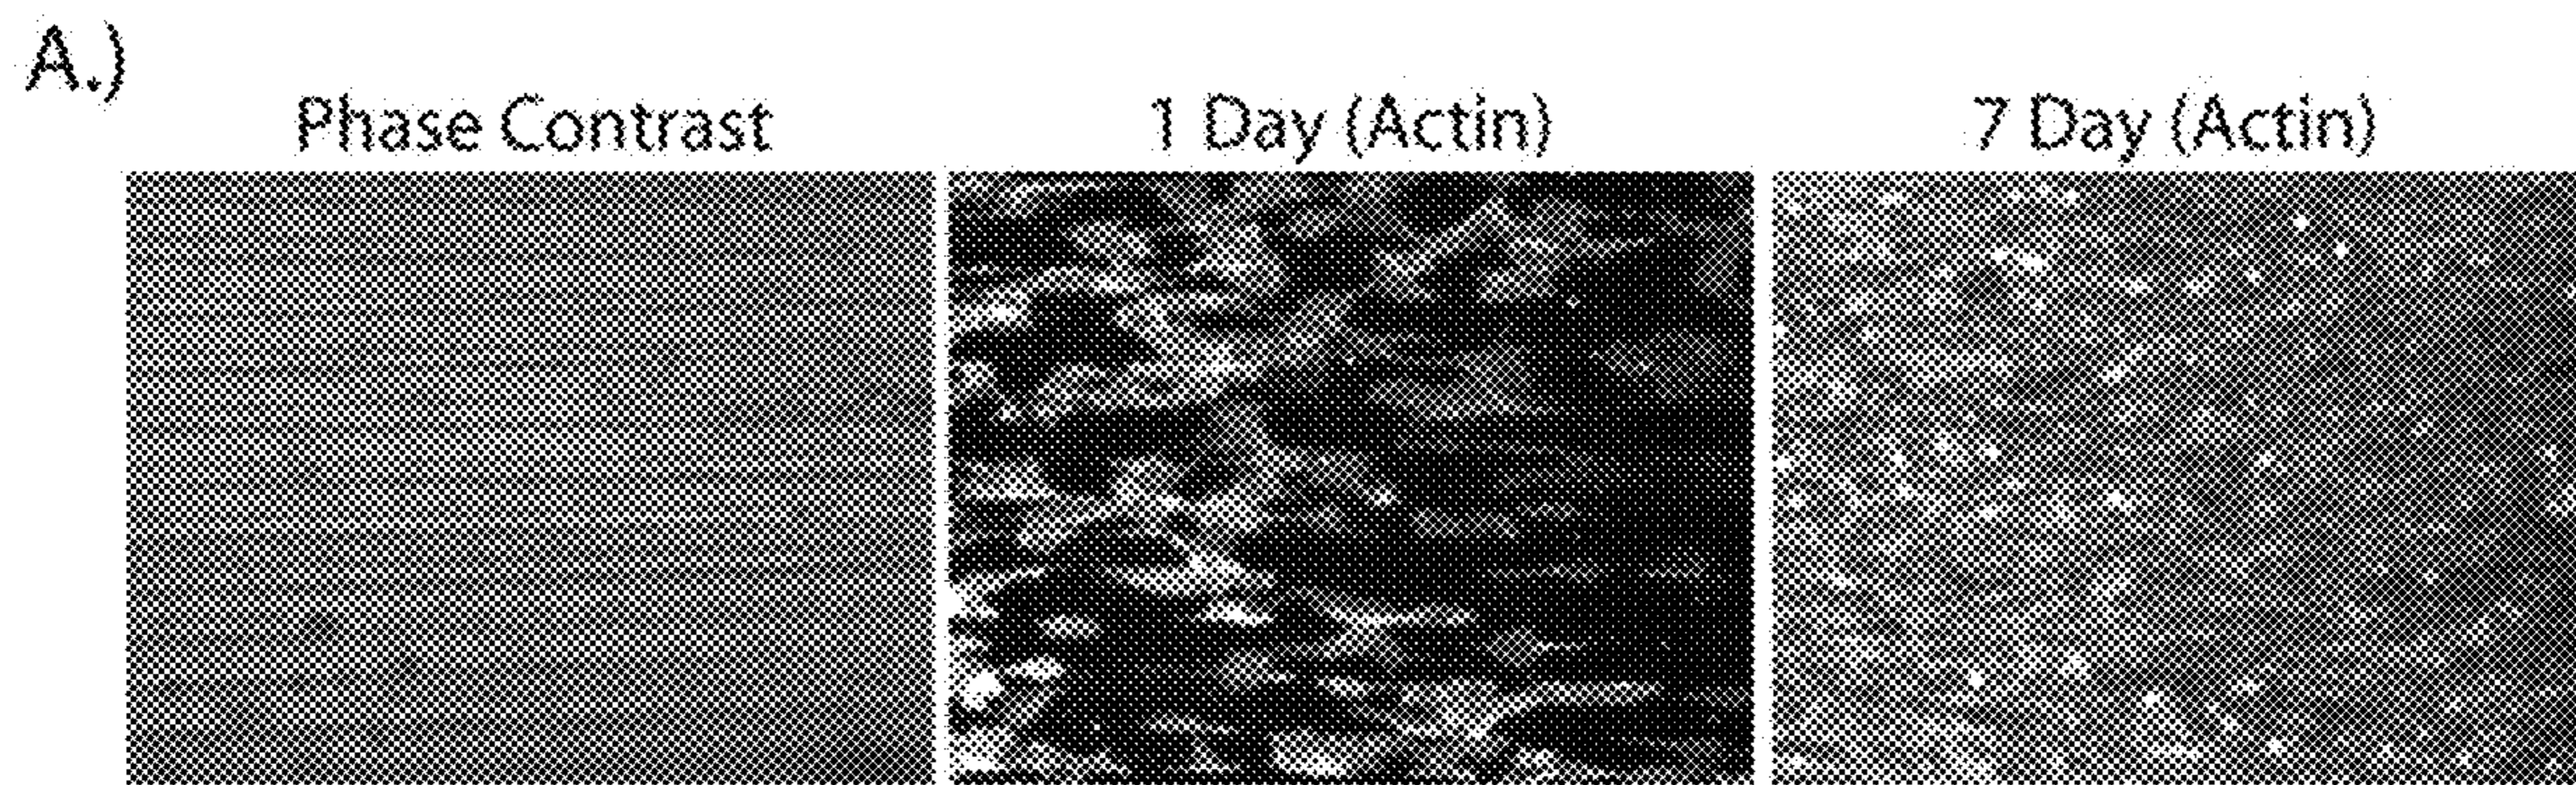 A.)
Phase Contrast
1 Day (Actin)
7 Day (Actin)